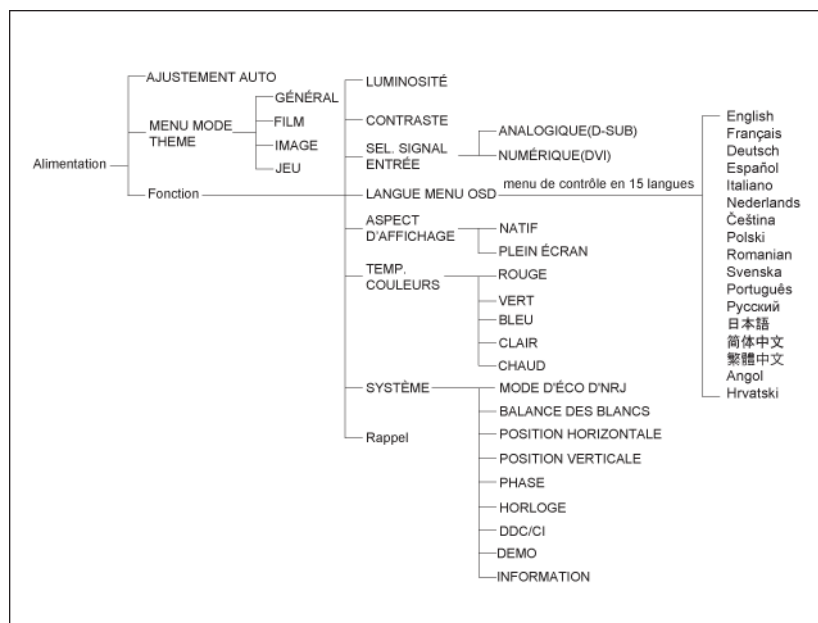 Alimentation
AJUSTEMENT AUTO
MENU MODE
THEME
GÉNÉRAL
FILM
IMAGE
JEU
Fonction
LUMINOSITÉ
CONTRASTE
SEL. SIGNAL
ENTRÉE
ANALOGIQUE(D-SUB)
NUMÉRIQUE(DVI)
LANGUE MENU OSD
menu de contrôle en 15 langues
English
Français
Deutsch
Español
Italiano
Nederlands
Čeština
Polski
Romanian
Svenska
Português
Русский
日本語
简体中文
繁體中文
Angol
Hrvatski
ASPECT
D'AFFICHAGE
NATIF
PLEIN ÉCRAN
TEMP.
COULEURS
ROUGE
VERT
BLEU
CLAIR
CHAUD
SYSTÈME
MODE D'ÉCO D'NRJ
BALANCE DES BLANCS
POSITION HORIZONTALE
POSITION VERTICALE
PHASE
HORLOGE
DDC/CI
DEMO
INFORMATION
Rappel